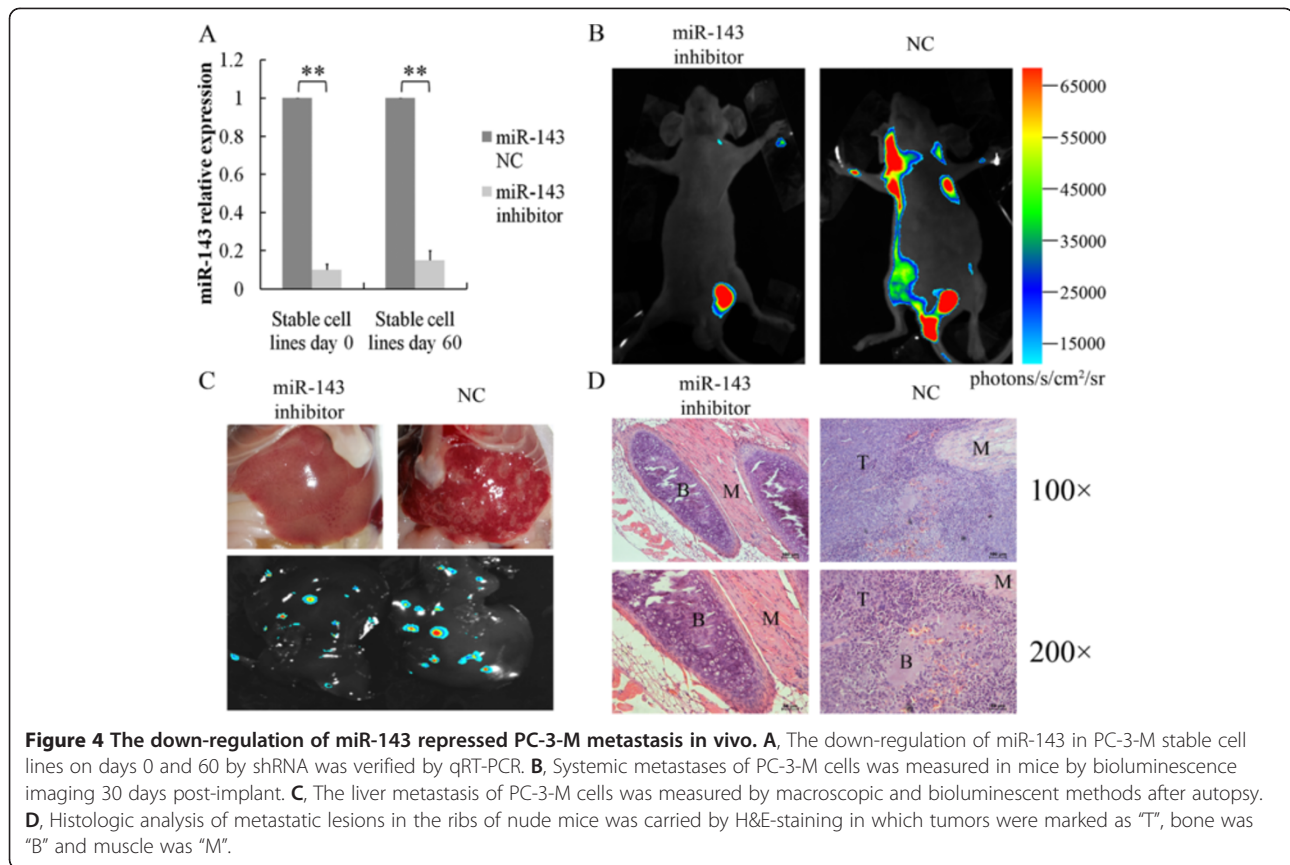 A
miR-143 relative expression
1.2
1
0.8
0.6
0.4
0.2
0
**
**
Stable cell
lines day 0
Stable cell
lines day 60
miR-143
NC
miR-143
inhibitor
B
miR-143
inhibitor
NC
65000
55000
45000
35000
25000
15000
photons/s/cm²/sr
C
miR-143
inhibitor
NC
D
miR-143
inhibitor
NC
B
M
T
M
100×
B
M
T
M
B
200×
Figure 4 The down-regulation of miR-143 repressed PC-3-M metastasis in vivo. A, The down-regulation of miR-143 in PC-3-M stable cell
lines on days 0 and 60 by shRNA was verified by qRT-PCR. B, Systemic metastases of PC-3-M cells was measured in mice by bioluminescence
imaging 30 days post-implant. C, The liver metastasis of PC-3-M cells was measured by macroscopic and bioluminescent methods after autopsy.
D, Histologic analysis of metastatic lesions in the ribs of nude mice was carried by H&E-staining in which tumors were marked as “T”, bone was
“B” and muscle was “M”.